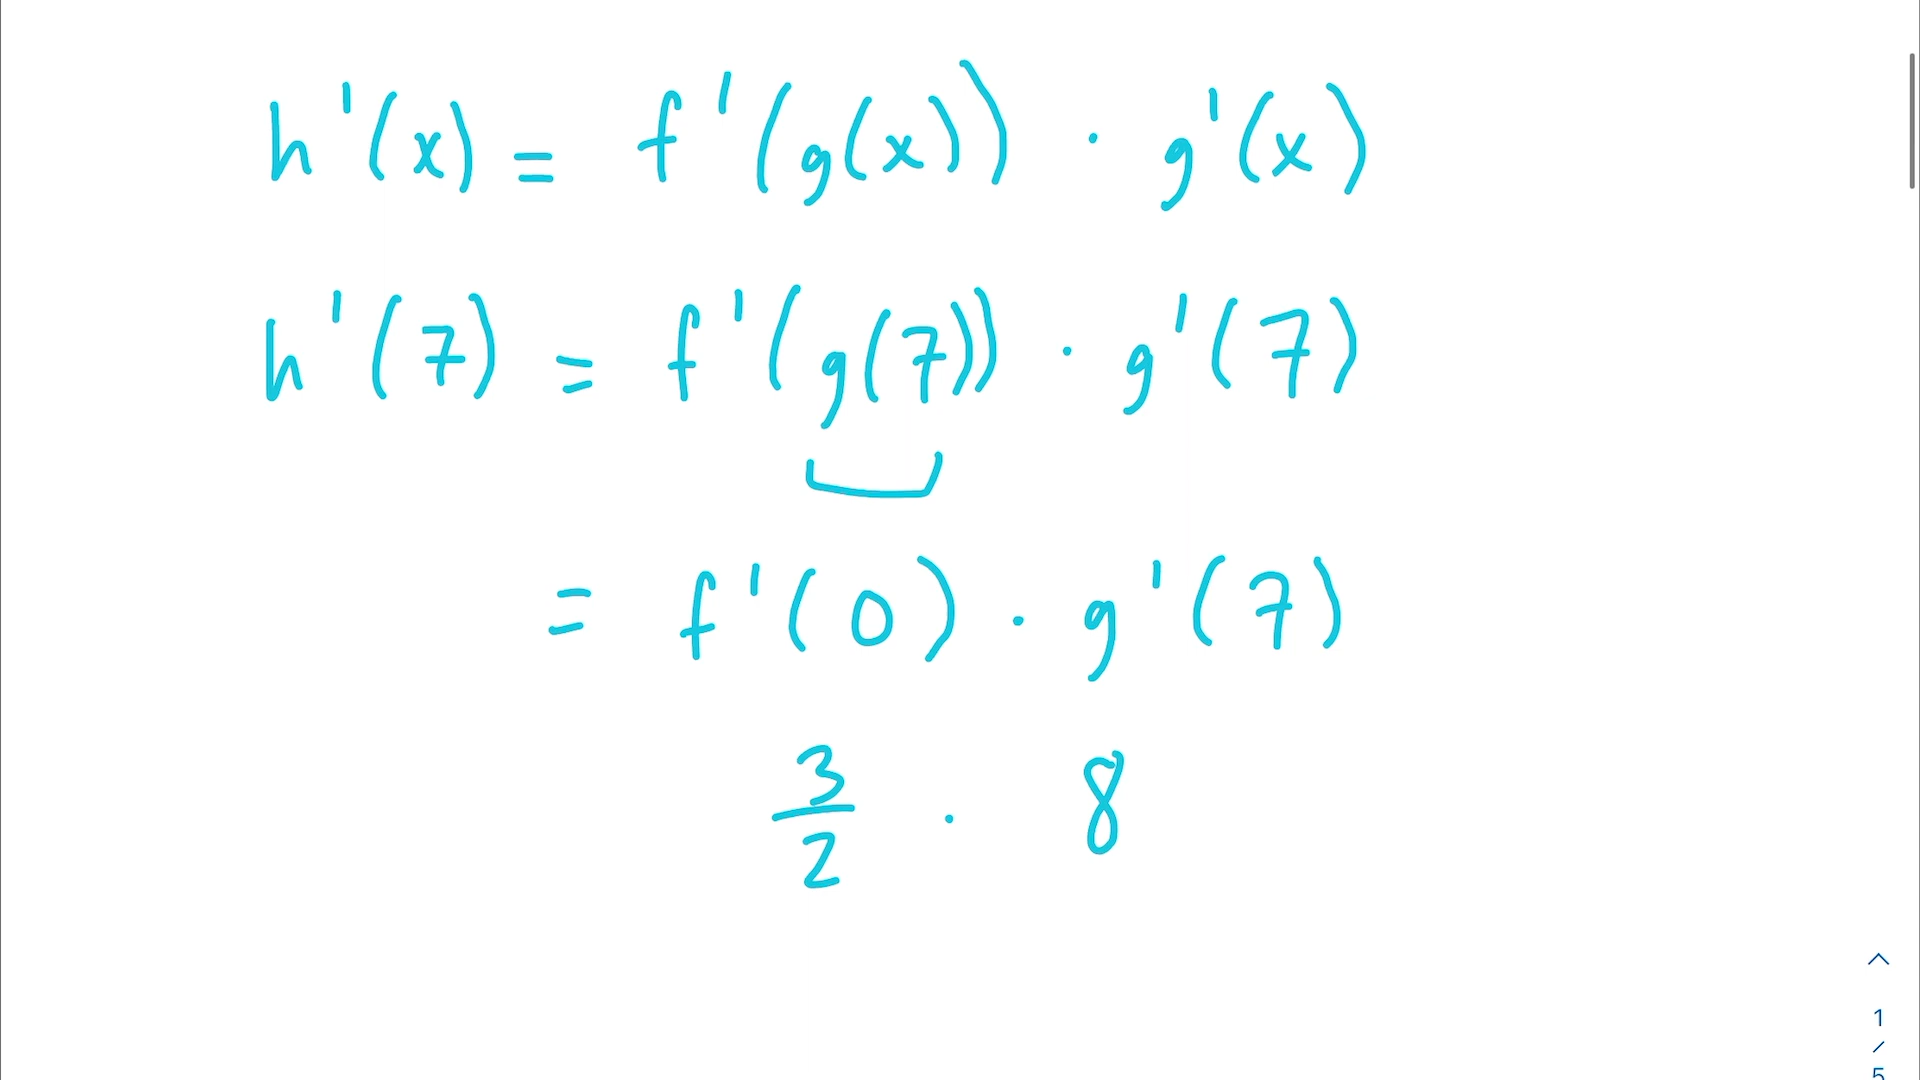 h'(x) = f'(g(x)) · g'(x)
h'(7) = f'(g(7)) · g'(7)
= f'(0) · g'(7)
3/2 · 8
1
/
5